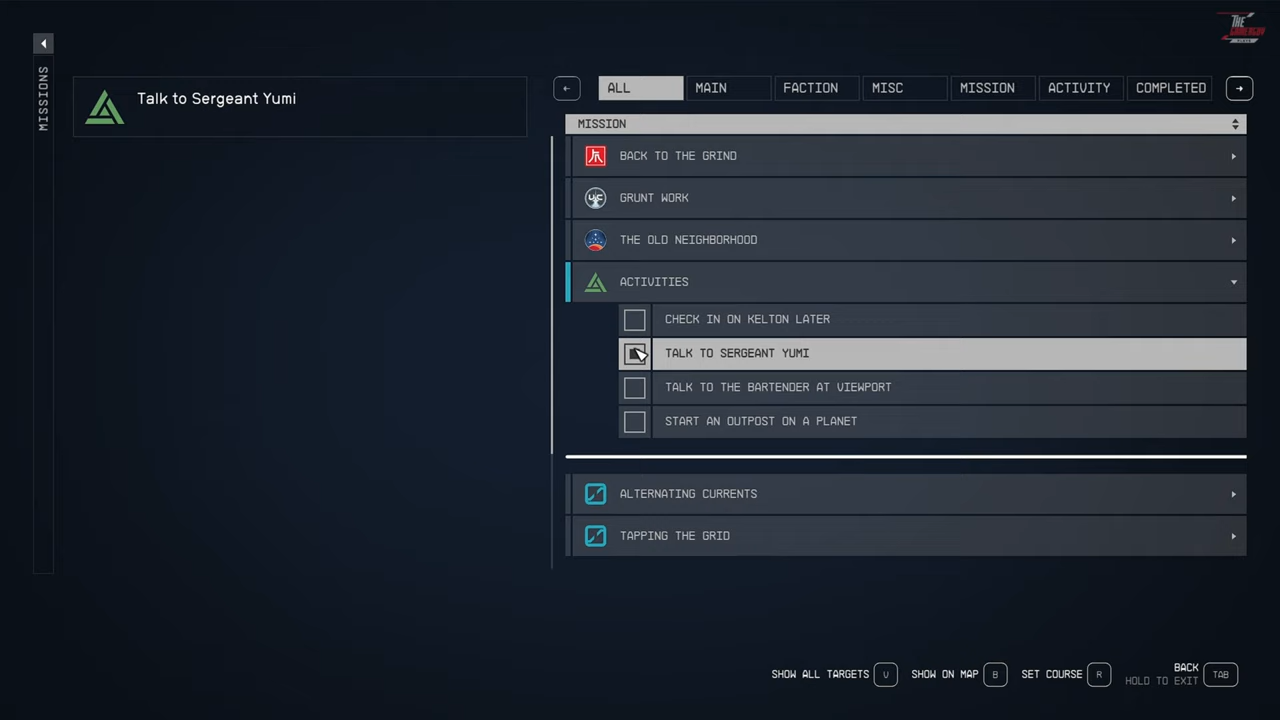 THE
MISSIONS
Talk to Sergeant Yumi
ALL
MAIN
FACTION
MISC
MISSION
ACTIVITY
COMPLETED
MISSION
BACK TO THE GRIND
UC
GRUNT WORK
THE OLD NEIGHBORHOOD
ACTIVITIES
CHECK IN ON KELTON LATER
TALK TO SERGEANT YUMI
TALK TO THE BARTENDER AT VIEWPORT
START AN OUTPOST ON A PLANET
ALTERNATING CURRENTS
TAPPING THE GRID
SHOW ALL TARGETS V
SHOW ON MAP B
SET COURSE R
BACK
HOLD TO EXIT
TAB